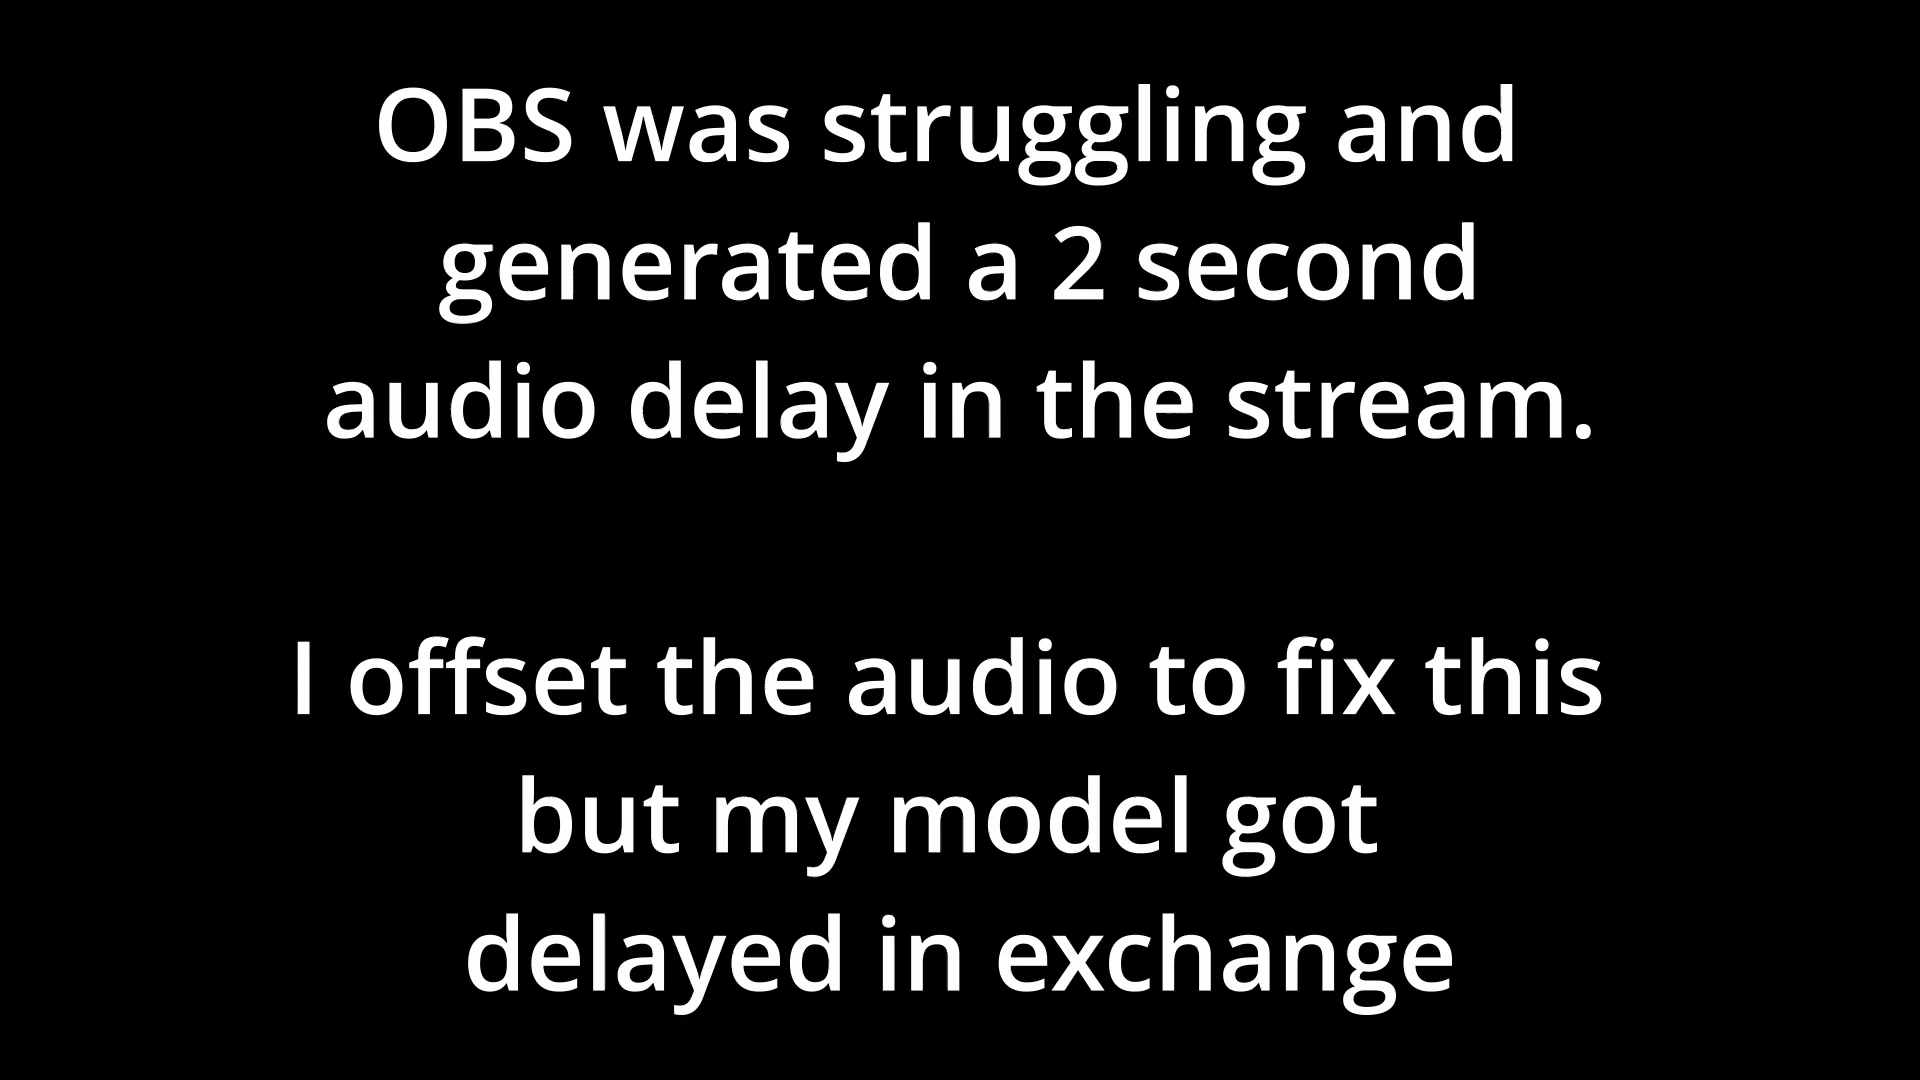 OBS was struggling and
generated a 2 second
audio delay in the stream.
I offset the audio to fix this
but my model got
delayed in exchange